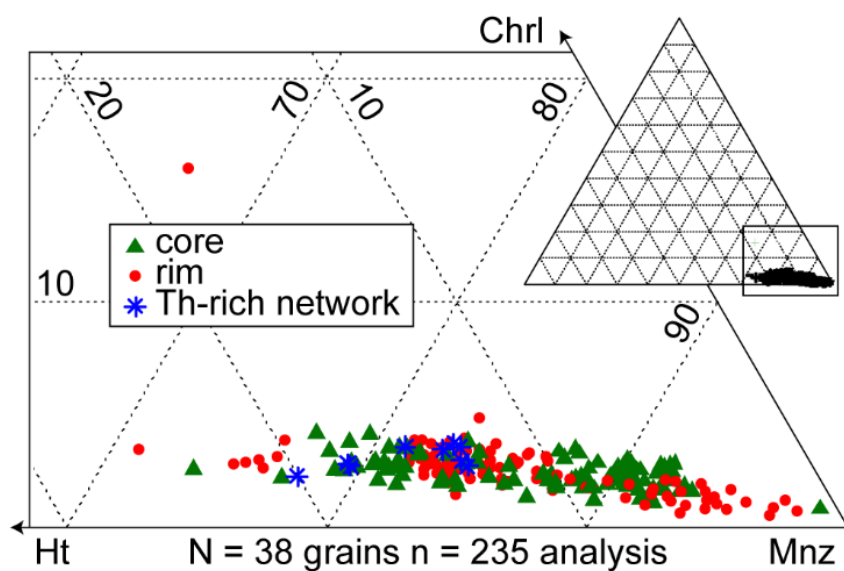 Chrl
20
70
10
80
core
rim
Th-rich network
10
90
Ht
N = 38 grains n = 235 analysis
Mnz